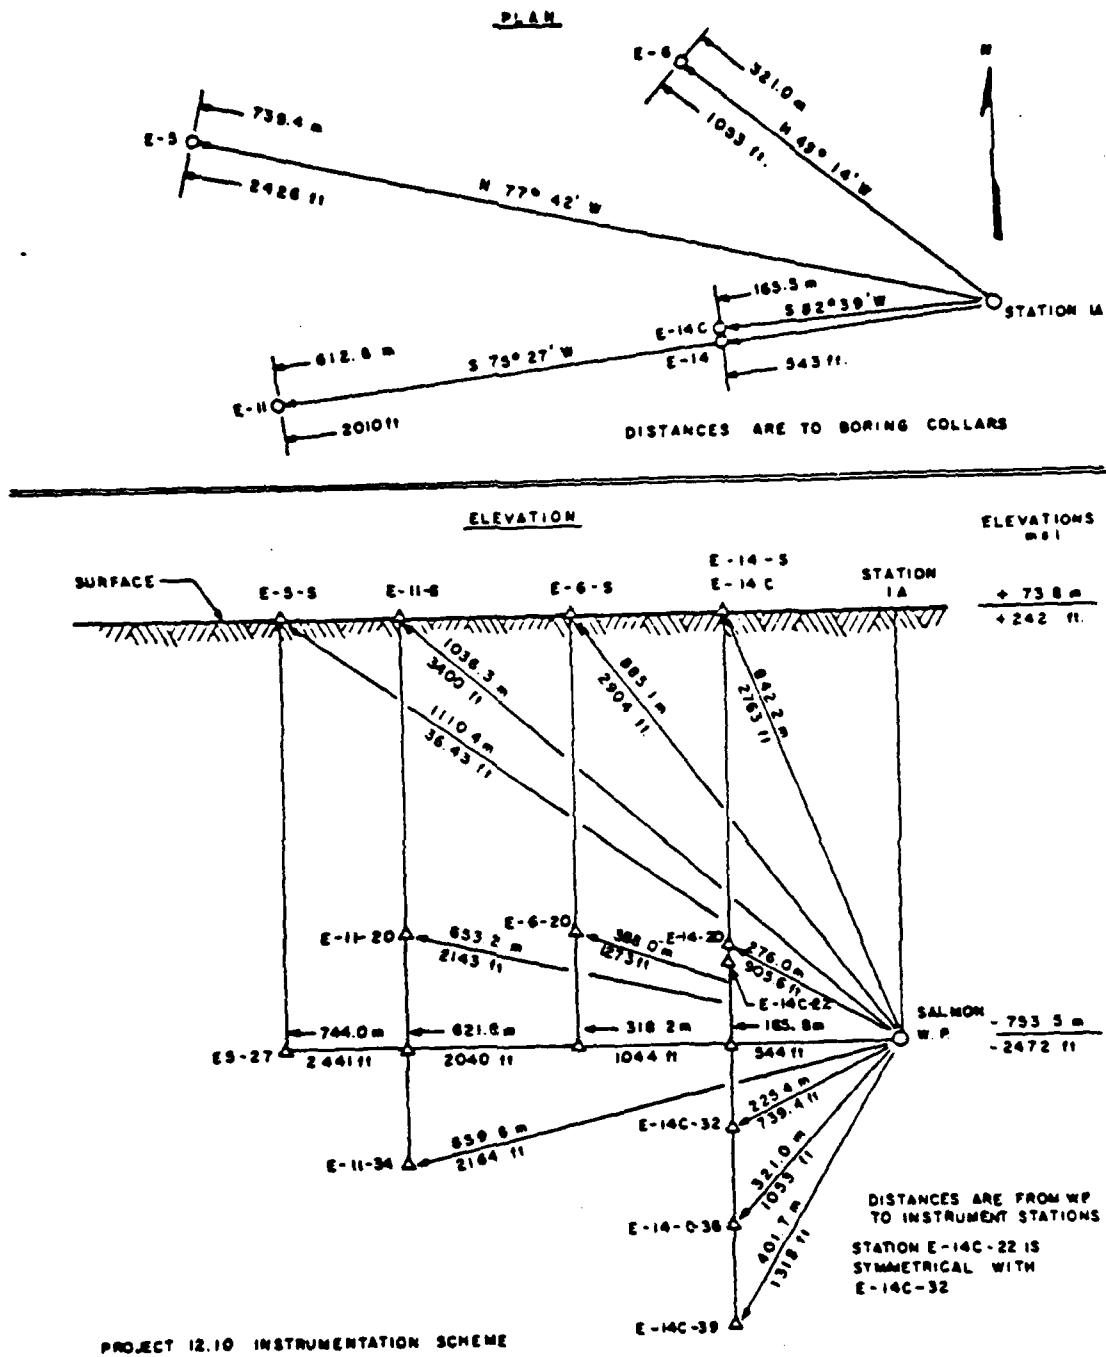 PLAN
E-6
321.0 m
1053 ft.
N 49° 14' W
N
739.4 m
E-5
2426 ft
N 77° 42' W
165.5 m
S 82° 39' W
STATION 1A
E-14C
E-14
543 ft.
612.6 m
S 75° 27' W
E-11
2010 ft
DISTANCES ARE TO BORING COLLARS
ELEVATION
ELEVATIONS
msl
SURFACE
E-5-S
E-11-S
E-6-S
E-14-S
E-14C
STATION
1A
+ 73.8 m
+242 ft.
1036.3 m
3400 ft
885.1 m
2904 ft.
842.2 m
2763 ft
1110.4 m
36.43 ft
E-11-20
653.2 m
2143 ft
E-6-20
388.0 m
1273 ft
E-14-20
276.0 m
905.6 ft
E-14C-22
SALMON
W.P.
- 753.5 m
- 2472 ft
744.0 m
621.6 m
318.2 m
165.8 m
E5-27
2441 ft
2040 ft
1044 ft
544 ft
225.4 m
739.4 ft
E-14C-32
859.6 m
2164 ft
E-11-34
321.0 m
1053 ft
E-14-C-36
401.7 m
1318 ft
E-14C-39
DISTANCES ARE FROM WP
TO INSTRUMENT STATIONS
STATION E-14C-22 IS
SYMMETRICAL WITH
E-14C-32
PROJECT 12.10 INSTRUMENTATION SCHEME